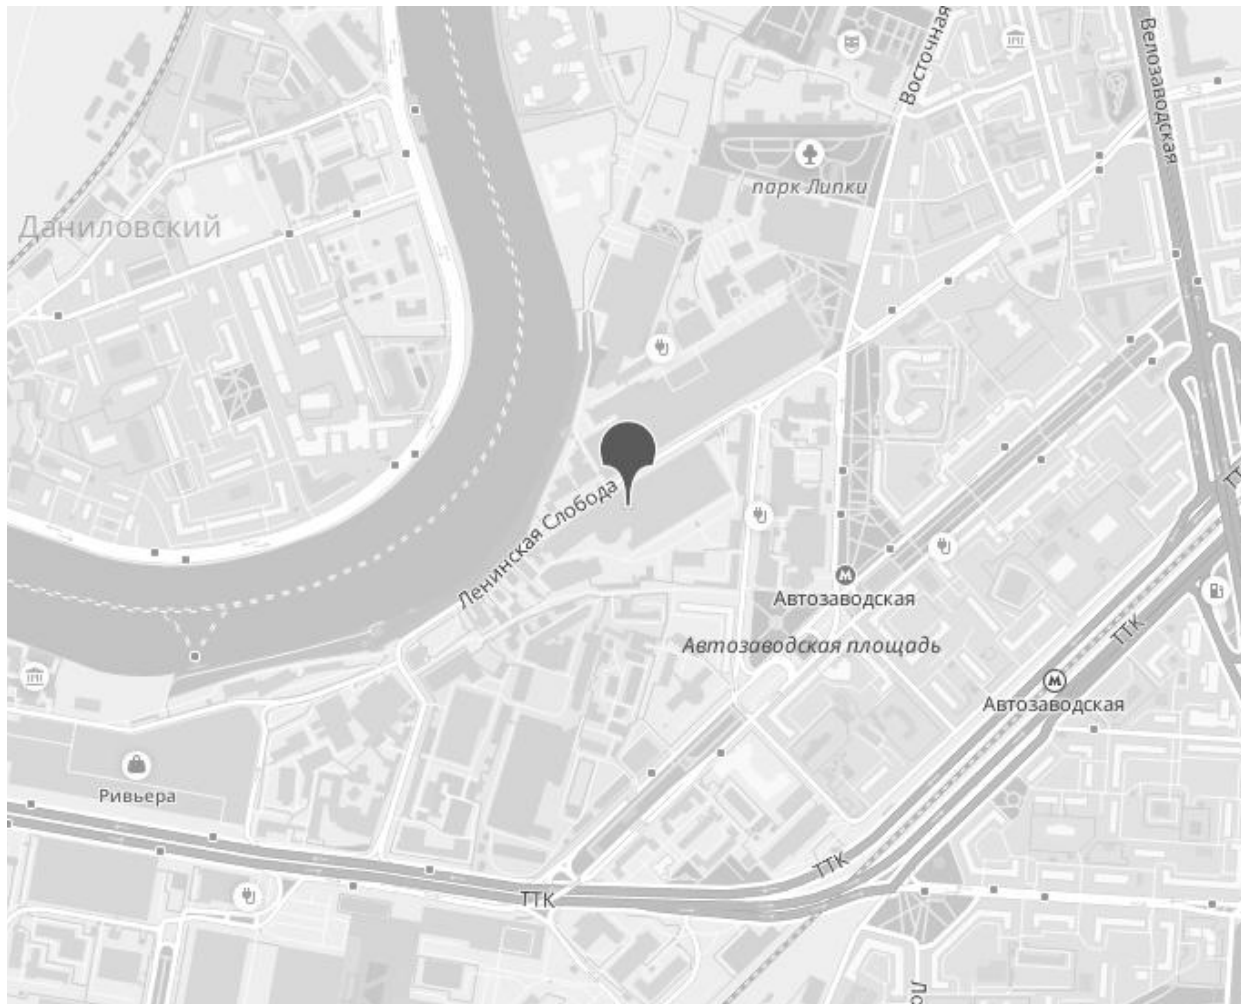 Восточная
Велозаводская
парк Липки
Даниловский
Ленинская Слобода
Автозаводская
Автозаводская площадь
ТТК
Автозаводская
Ривьера
ТТК
ТТК